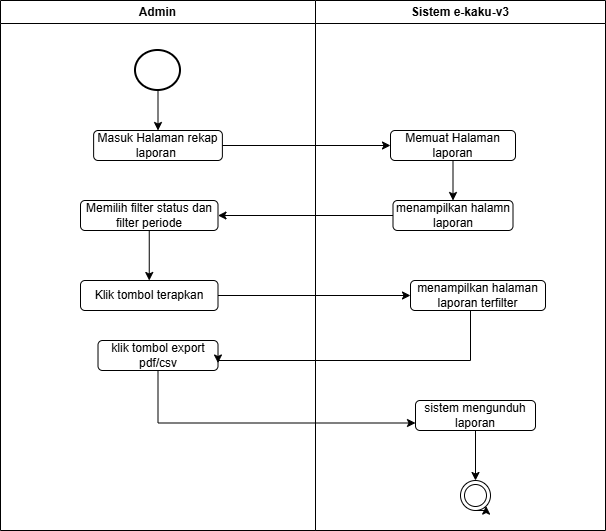 Admin
Sistem e-kaku-v3
Masuk Halaman rekap
laporan
Memuat Halaman
laporan
menampilkan halamn
laporan
Memilih filter status dan
filter periode
Klik tombol terapkan
menampilkan halaman
laporan terfilter
klik tombol export
pdf/csv
sistem mengunduh
laporan